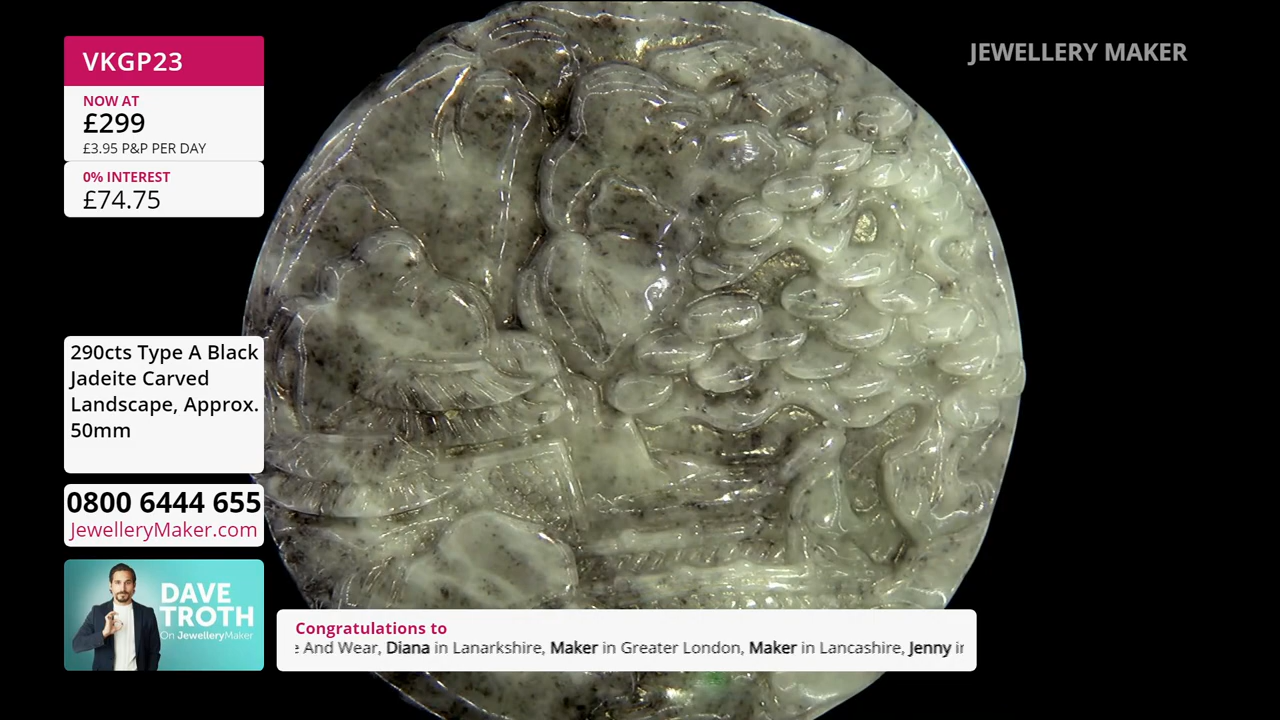 VKGP23
NOW AT
£299
£3.95 P&P PER DAY
0% INTEREST
£74.75
290cts Type A Black
Jadeite Carved
Landscape, Approx.
50mm
0800 6444 655
JewelleryMaker.com
DAVE
TROTH
On JewelleryMaker
JEWELLERY MAKER
Congratulations to
And Wear, Diana in Lanarkshire, Maker in Greater London, Maker in Lancashire, Jenny